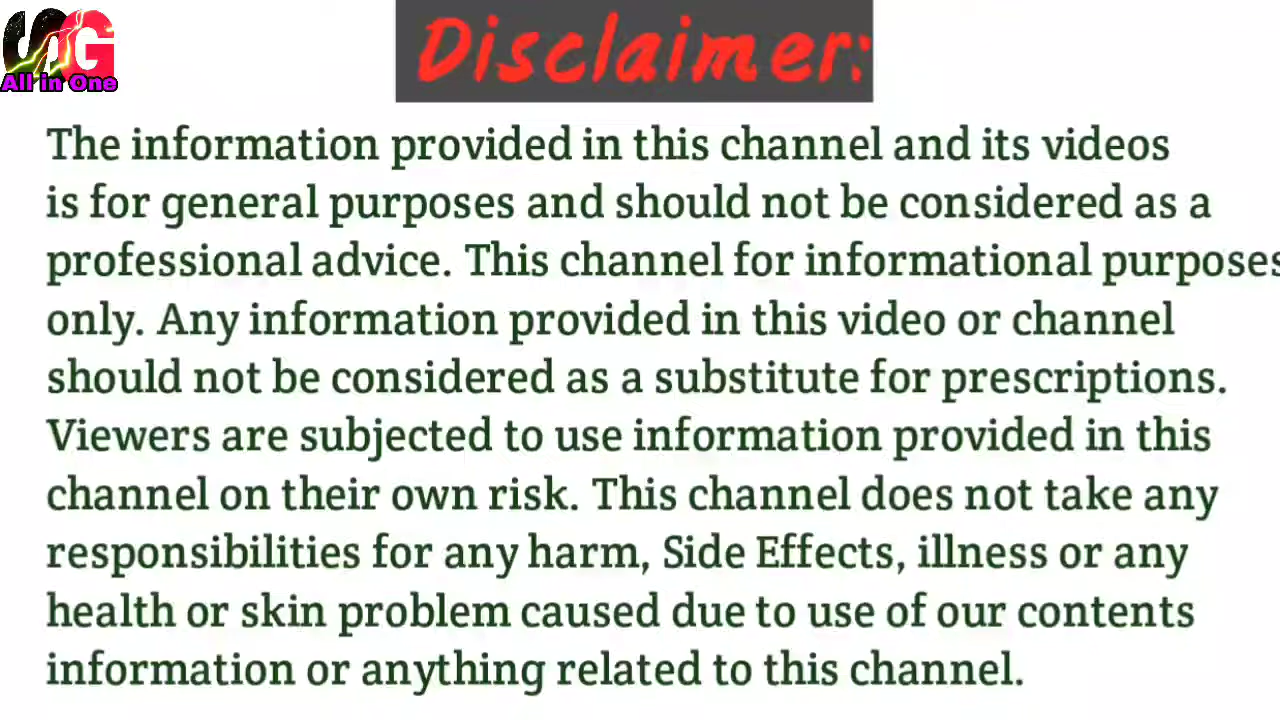 All in One
Disclaimer:
The information provided in this channel and its videos
is for general purposes and should not be considered as a
professional advice. This channel for informational purposes
only. Any information provided in this video or channel
should not be considered as a substitute for prescriptions.
Viewers are subjected to use information provided in this
channel on their own risk. This channel does not take any
responsibilities for any harm, Side Effects, illness or any
health or skin problem caused due to use of our contents
information or anything related to this channel.